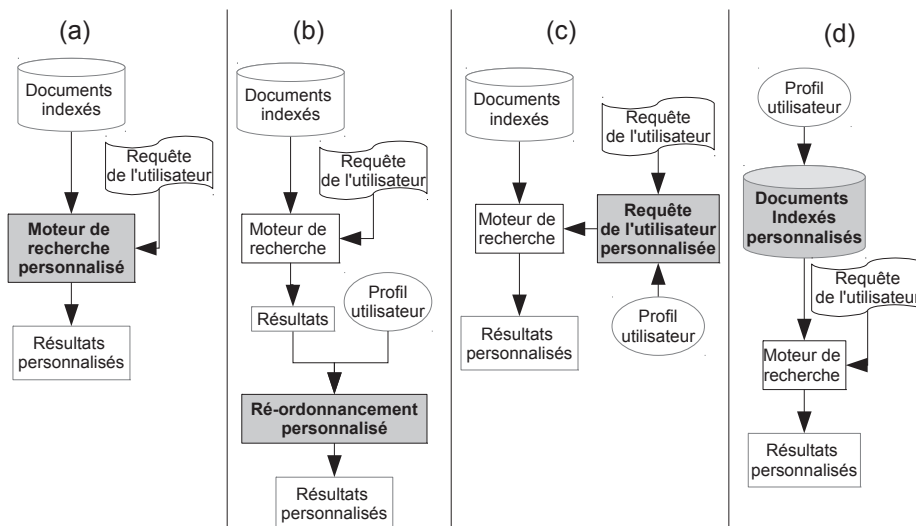 (a)
Documents
indexés
Requête
de l'utilisateur
Moteur de
recherche
personnalisé
Résultats
personnalisés
(b)
Documents
indexés
Requête
de l'utilisateur
Moteur de
recherche
Résultats
Profil
utilisateur
Ré-ordonnancement
personnalisé
Résultats
personnalisés
(c)
Documents
indexés
Requête
de l'utilisateur
Moteur de
recherche
Requête
de l'utilisateur
personnalisée
Résultats
personnalisés
Profil
utilisateur
(d)
Profil
utilisateur
Documents
Indexés
personnalisés
Requête
de l'utilisateur
Moteur de
recherche
Résultats
personnalisés